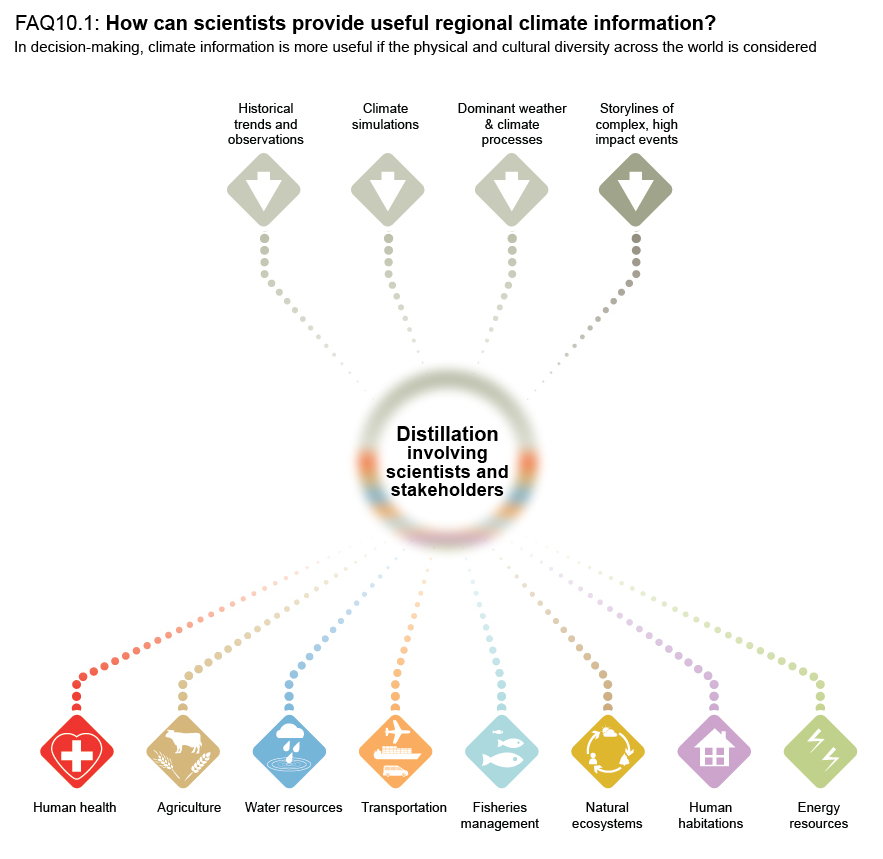 FAQ10.1: How can scientists provide useful regional climate information?
In decision-making, climate information is more useful if the physical and cultural diversity across the world is considered
Historical
trends and
observations
Climate
simulations
Dominant weather
& climate
processes
Storylines of
complex, high
impact events
Distillation
involving
scientists and
stakeholders
Human health
Agriculture
Water resources
Transportation
Fisheries
management
Natural
ecosystems
Human
habitations
Energy
resources